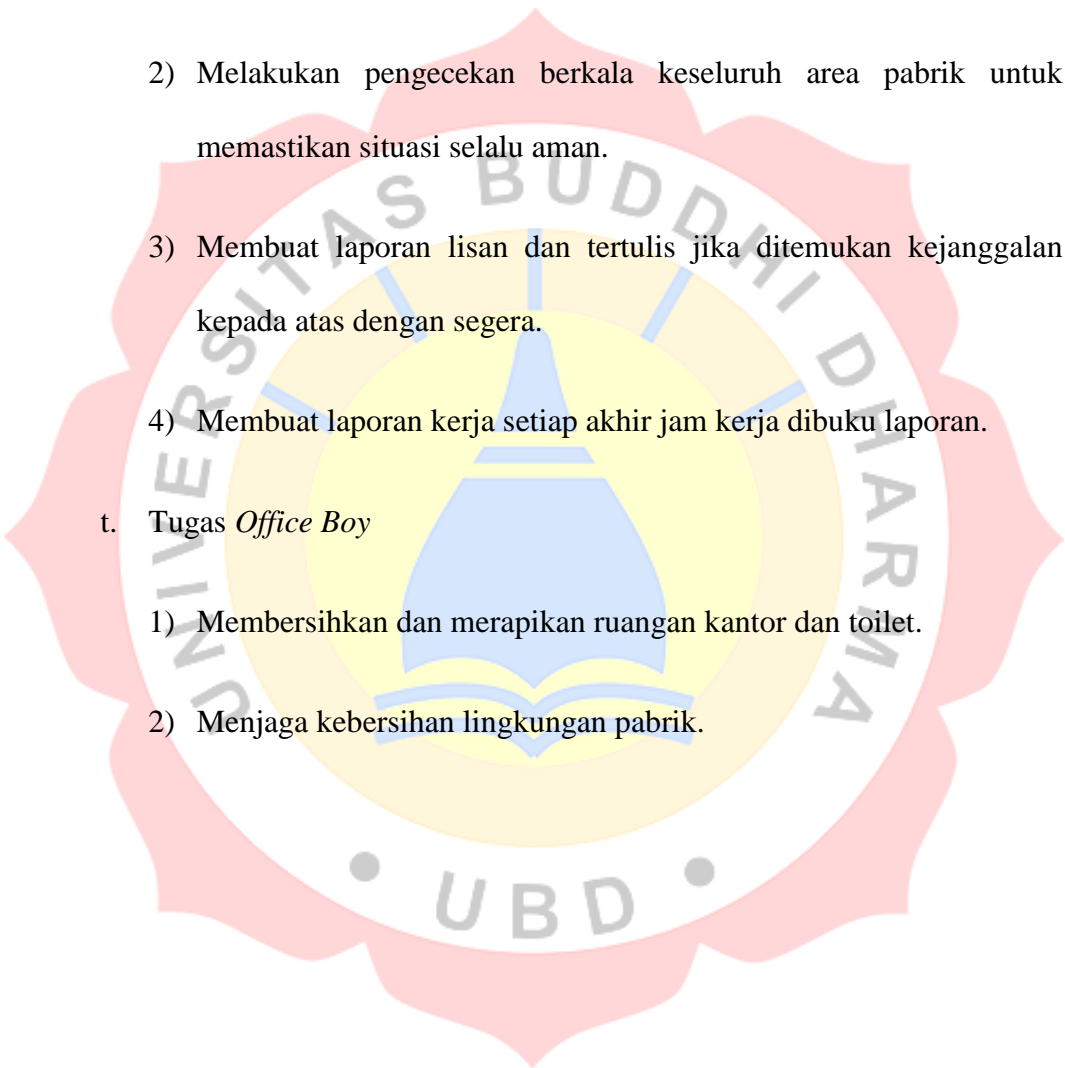 2) Melakukan pengecekan berkala keseluruh area pabrik untuk
memastikan situasi selalu aman.
3) Membuat laporan lisan dan tertulis jika ditemukan kejanggalan
kepada atas dengan segera.
4) Membuat laporan kerja setiap akhir jam kerja dibuku laporan.
t. Tugas Office Boy
1) Membersihkan dan merapikan ruangan kantor dan toilet.
2) Menjaga kebersihan lingkungan pabrik.
UNIVERSITAS BUDDHI DHARMA
• UBD •